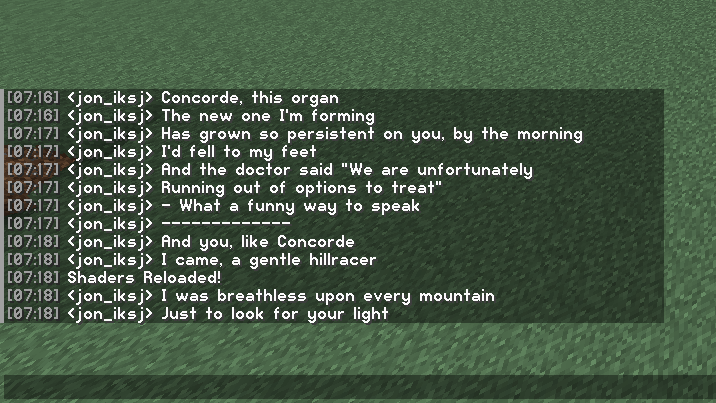 [07:16] <jon_iksj> Concorde, this organ
[07:16] <jon_iksj> The new one I'm forming
[07:17] <jon_iksj> Has grown so persistent on you, by the morning
[07:17] <jon_iksj> I'd fell to my feet
[07:17] <jon_iksj> And the doctor said "We are unfortunately
[07:17] <jon_iksj> Running out of options to treat"
[07:17] <jon_iksj> - What a funny way to speak
[07:17] <jon_iksj> -------------
[07:18] <jon_iksj> And you, like Concorde
[07:18] <jon_iksj> I came, a gentle hillracer
[07:18] Shaders Reloaded!
[07:18] <jon_iksj> I was breathless upon every mountain
[07:18] <jon_iksj> Just to look for your light